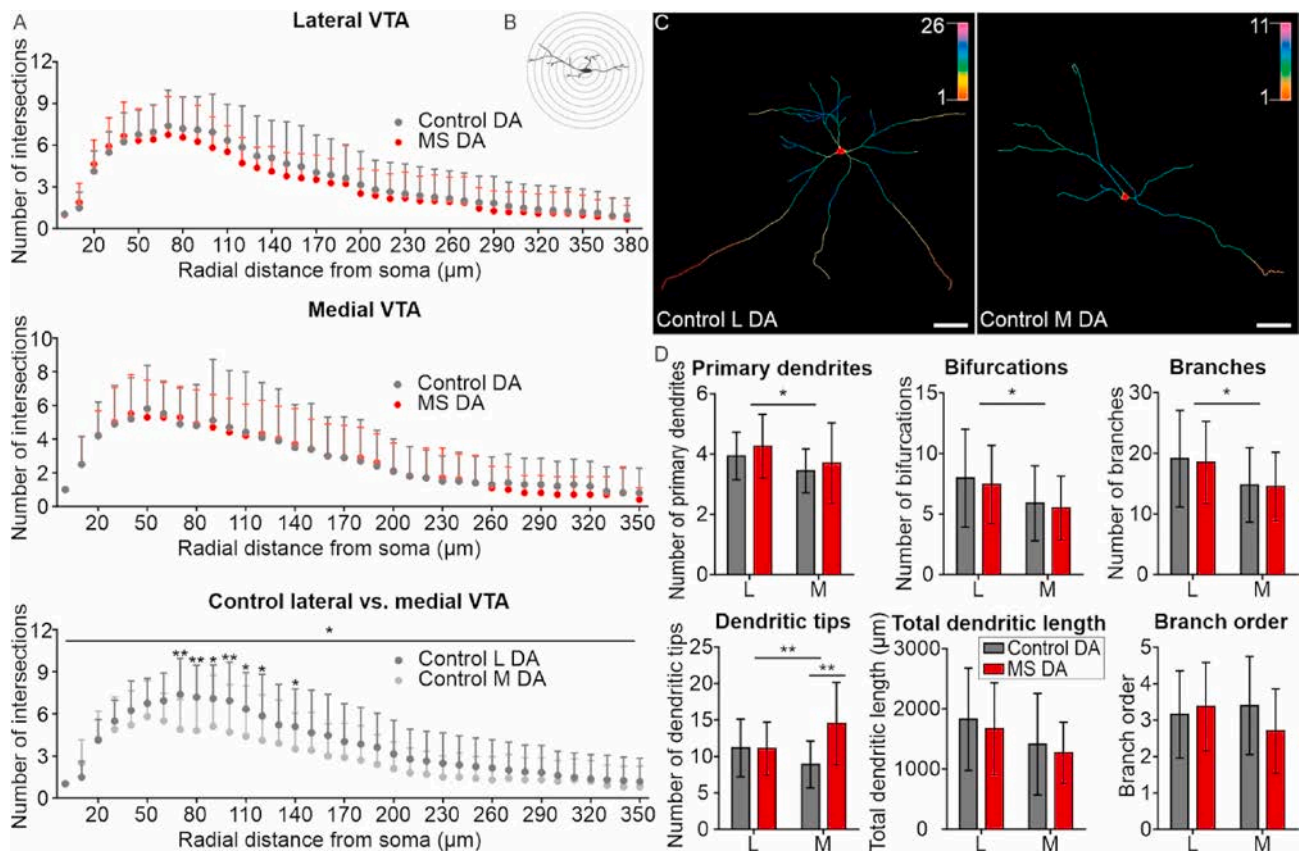 A
Lateral VTA
Number of intersections
12
9
6
3
0
Control DA
MS DA
20 50 80 110 140 170 200 230 260 290 320 350 380
Radial distance from soma (µm)
Medial VTA
Number of intersections
10
8
6
4
2
0
Control DA
MS DA
20 50 80 110 140 170 200 230 260 290 320 350
Radial distance from soma (µm)
Control lateral vs. medial VTA
Number of intersections
12
9
6
3
0
*
** ** * ** * * *
Control L DA
Control M DA
20 50 80 110 140 170 200 230 260 290 320 350
Radial distance from soma (µm)
B
C
26
1
Control L DA
11
1
Control M DA
D
Primary dendrites
Number of primary dendrites
6
4
2
0
*
L M
Bifurcations
Number of bifurcations
15
10
5
0
*
L M
Branches
Number of branches
30
20
10
0
*
L M
Dendritic tips
Number of dendritic tips
25
20
15
10
5
0
**
**
L M
Total dendritic length
Total dendritic length (µm)
3000
2000
1000
0
Control DA
MS DA
L M
Branch order
Branch order
5
4
3
2
1
0
L M